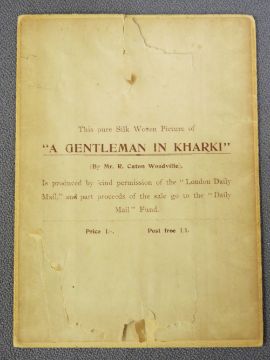 This pure Silk Woven Picture of
"A GENTLEMAN IN KHARKI"
(By Mr. R. Caton Woodville).
Is produced by kind permission of the "London Daily
Mail," and part proceeds of the sale go to the "Daily
Mail" Fund.
Price 1/-. Post free 1/1.